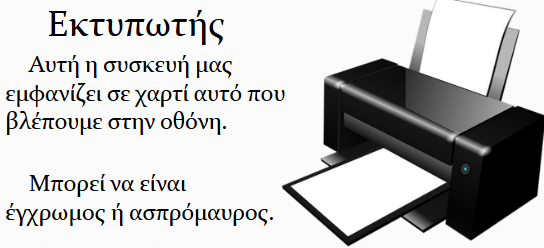 Εκτυπωτής
Αυτή η συσκευή μας
εμφανίζει σε χαρτί αυτό που
βλέπουμε στην οθόνη.
Μπορεί να είναι
έγχρωμος ή ασπρόμαυρος.